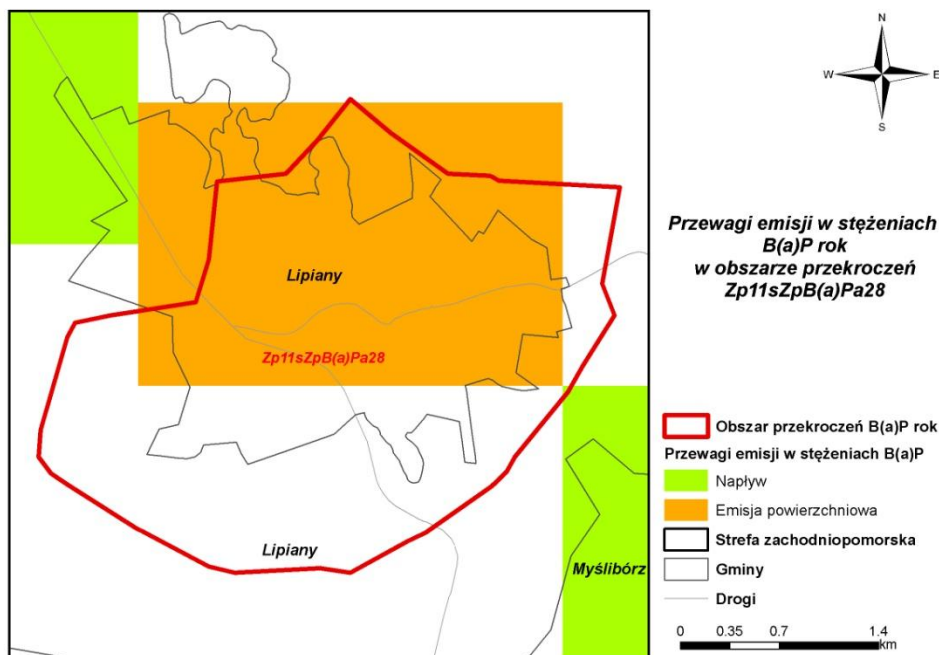 N
W E
S
Przewagi emisji w stężeniach
B(a)P rok
w obszarze przekroczeń
Zp11sZpB(a)Pa28
Lipiany
Zp11sZpB(a)Pa28
Lipiany
Myślibórz
Obszar przekroczeń B(a)P rok
Przewagi emisji w stężeniach B(a)P
Napływ
Emisja powierzchniowa
Strefa zachodniopomorska
Gminy
Drogi
0 0.35 0.7 1.4
km